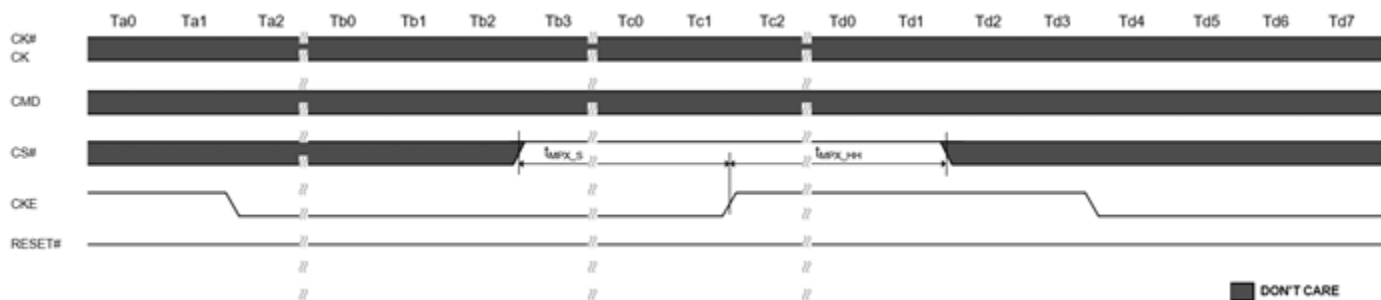 Ta0 Ta1 Ta2 Tb0 Tb1 Tb2 Tb3 Tc0 Tc1 Tc2 Td0 Td1 Td2 Td3 Td4 Td5 Td6 Td7
CK#
CK
CMD
CS#
tMPX_S tMPX_HH
CKE
RESET#
DON'T CARE